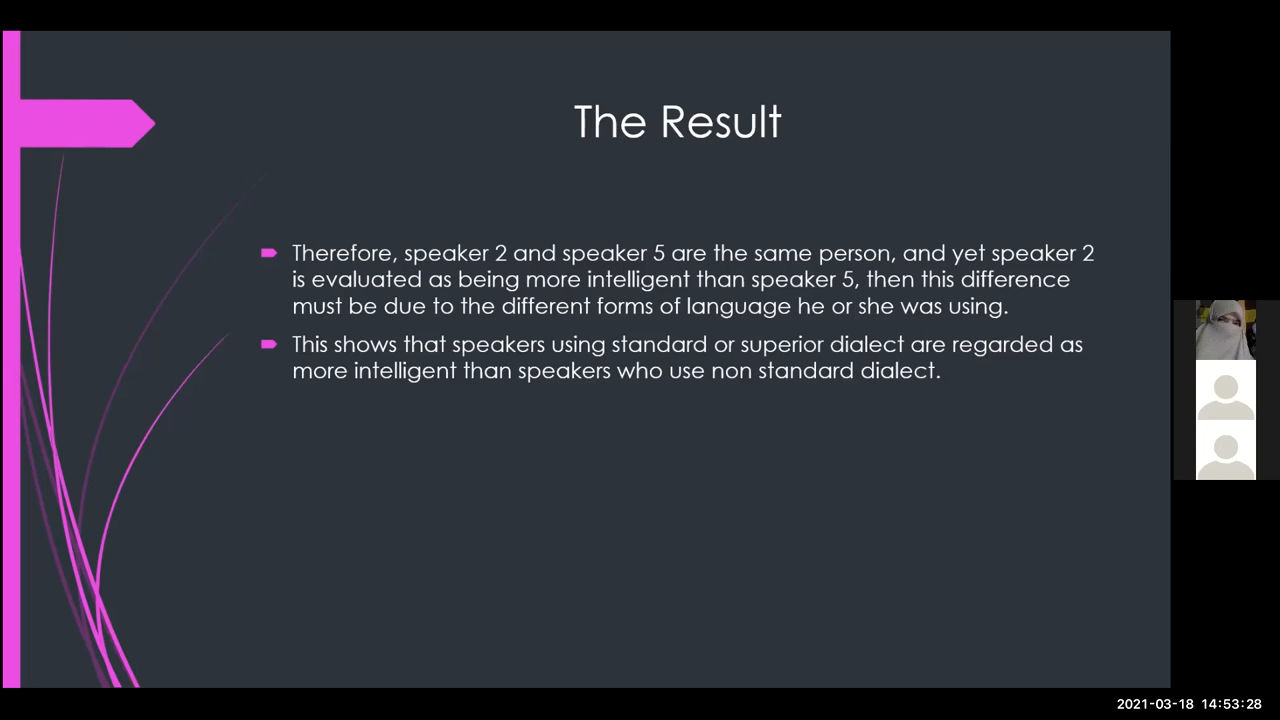 The Result
Therefore, speaker 2 and speaker 5 are the same person, and yet speaker 2
is evaluated as being more intelligent than speaker 5, then this difference
must be due to the different forms of language he or she was using.
This shows that speakers using standard or superior dialect are regarded as
more intelligent than speakers who use non standard dialect.
2021-03-18 14:53:28